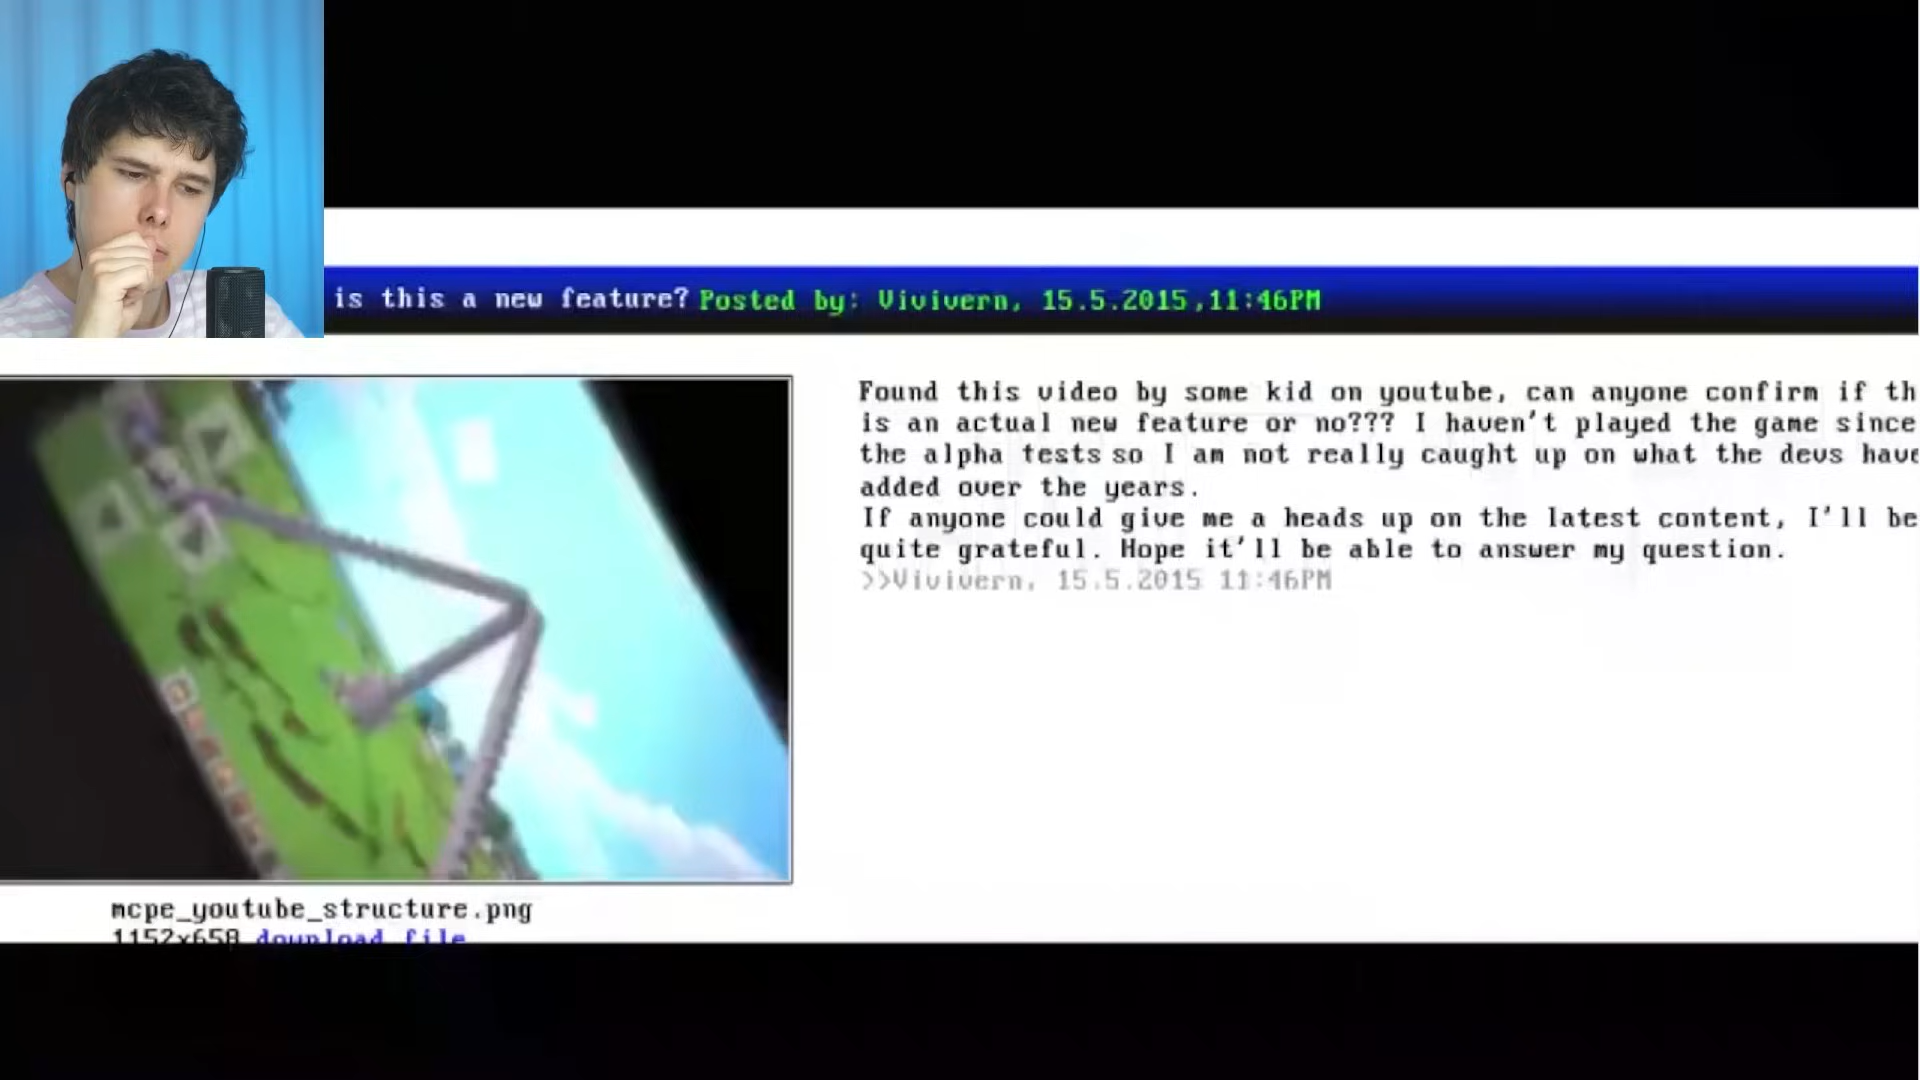 is this a new feature? Posted by: Vivivern, 15.5.2015,11:46PM
Found this video by some kid on youtube, can anyone confirm if th
is an actual new feature or no??? I haven't played the game since
the alpha tests so I am not really caught up on what the devs have
added over the years.
If anyone could give me a heads up on the latest content, I'll be
quite grateful. Hope it'll be able to answer my question.
>>Vivivern, 15.5.2015 11:46PM
mcpe_youtube_structure.png
1152x658 download file